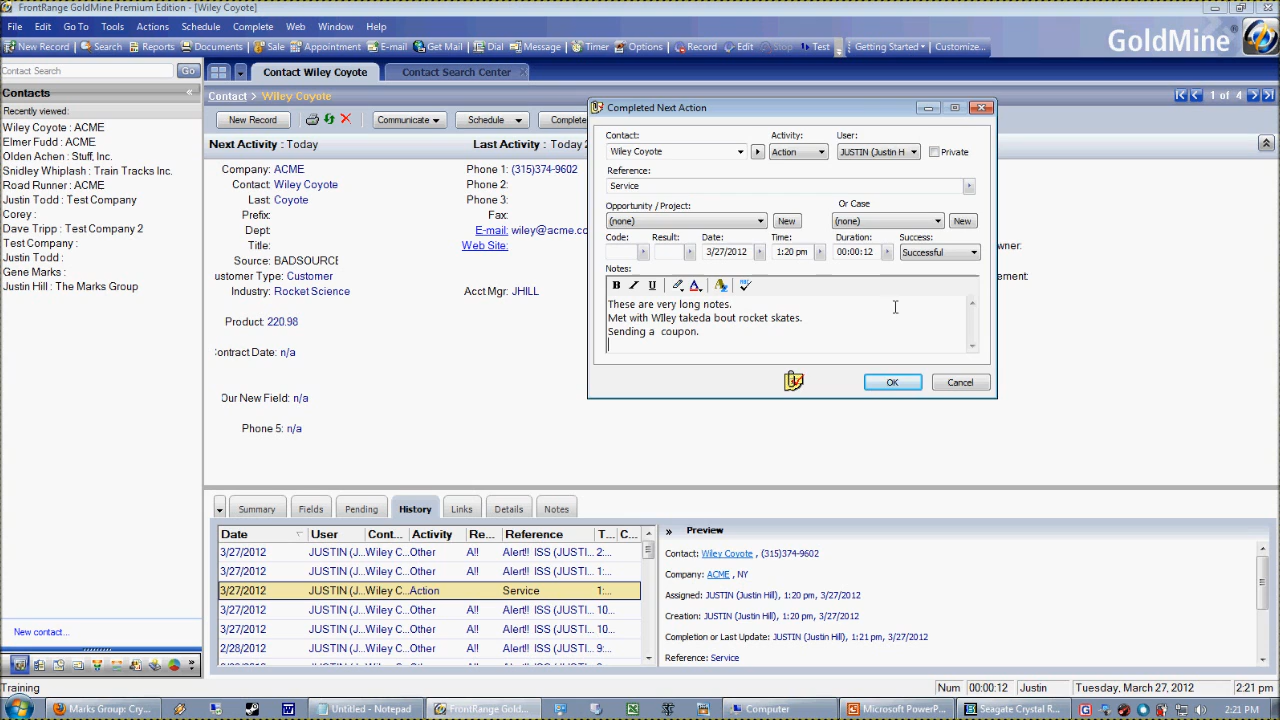 FrontRange GoldMine Premium Edition - [Wiley Coyote]
File Edit Go To Tools Actions Schedule Complete Web Window Help
New Record Search Reports Documents Sale Appointment E-mail Get Mail Dial Message Timer Options Record Edit Stop Test Getting Started Customize...
GoldMine
Contact Search Go
Contact Wiley Coyote Contact Search Center
Contacts
Recently viewed:
Wiley Coyote : ACME
Elmer Fudd : ACME
Olden Achen : Stuff, Inc.
Snidley Whiplash : Train Tracks Inc.
Road Runner : ACME
Justin Todd : Test Company
Corey :
Dave Tripp : Test Company 2
Test Company :
Justin Todd :
Gene Marks :
Justin Hill : The Marks Group
New contact...
Contact > Wiley Coyote
1 of 4
New Record Communicate Schedule Complete
Next Activity : Today Last Activity : Today 2
Company: ACME Phone 1: (315)374-9602
Contact: Wiley Coyote Phone 2:
Last: Coyote Phone 3:
Prefix: Fax:
Dept: E-mail: wiley@acme.co
Title: Web Site:
Source: BADSOURCE
ustomer Type: Customer
Industry: Rocket Science Acct Mgr: JHILL
Product: 220.98
Contract Date: n/a
Our New Field: n/a
Phone 5: n/a
wner:
ement:
Completed Next Action
Contact: Activity: User:
Wiley Coyote Action JUSTIN (Justin H Private
Reference:
Service
Opportunity / Project: Or Case
(none) New (none) New
Code: Result: Date: Time: Duration: Success:
3/27/2012 1:20 pm 00:00:12 Successful
Notes:
B I U A
These are very long notes.
Met with WIley takeda bout rocket skates.
Sending a  coupon.
OK Cancel
Summary Fields Pending History Links Details Notes
Date User Cont... Activity Re... Reference T... C...
3/27/2012 JUSTIN (J... Wiley C... Other A!! Alert!! ISS (JUSTI... 2:...
3/27/2012 JUSTIN (J... Wiley C... Other A!! Alert!! ISS (JUSTI... 1:...
3/27/2012 JUSTIN (J... Wiley C... Action Service 1:...
3/27/2012 JUSTIN (J... Wiley C... Other A!! Alert!! ISS (JUSTI... 10...
3/27/2012 JUSTIN (J... Wiley C... Other A!! Alert!! ISS (JUSTI... 10...
2/28/2012 JUSTIN (J... Wiley C... Other A!! Alert!! ISS (JUSTI... 9:...
Preview
Contact: Wiley Coyote , (315)374-9602
Company: ACME , NY
Assigned: JUSTIN (Justin Hill), 1:20 pm, 3/27/2012
Creation: JUSTIN (Justin Hill), 1:20 pm, 3/27/2012
Completion or Last Update: JUSTIN (Justin Hill), 1:21 pm, 3/27/2012
Reference: Service
Training Num 00:00:12 Justin Tuesday, March 27, 2012 2:21 pm
Marks Group: Cry... Untitled - Notepad FrontRange Gold... Computer Microsoft PowerP... Seagate Crystal R... 2:21 PM